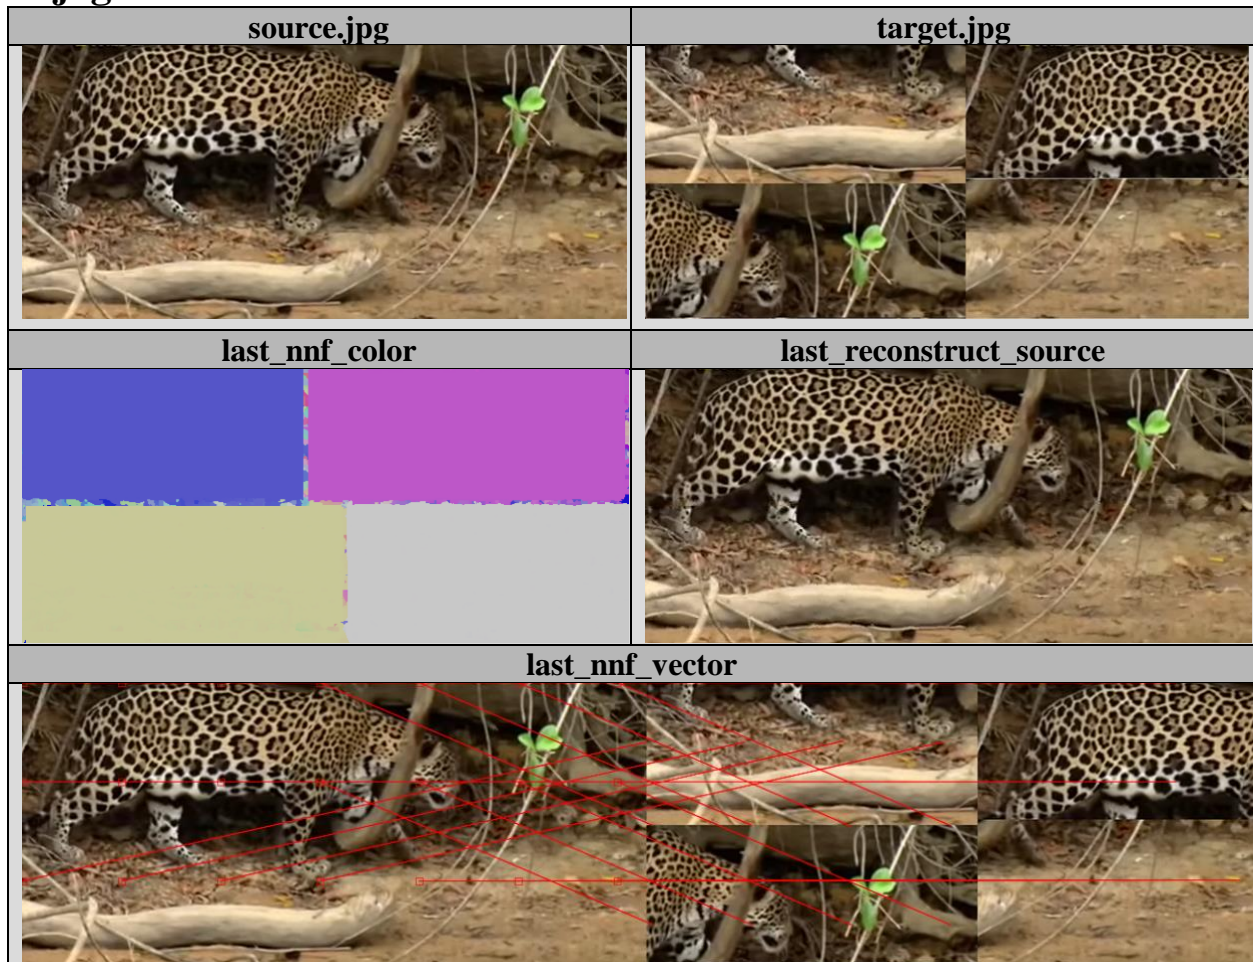 source.jpg
target.jpg
last_nnf_color
last_reconstruct_source
last_nnf_vector